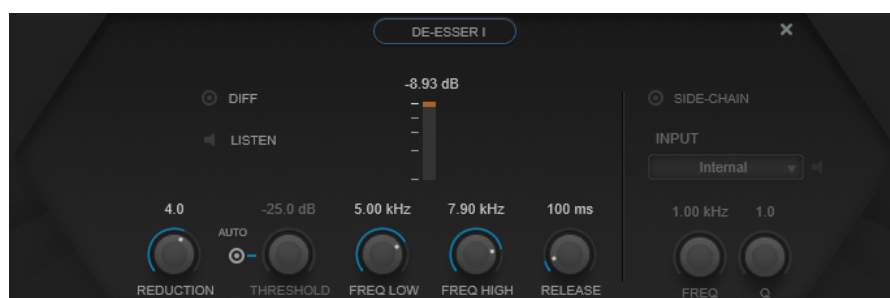 DE-ESSER I
×
-8.93 dB
DIFF
SIDE-CHAIN
LISTEN
INPUT
Internal
4.0
-25.0 dB
5.00 kHz
7.90 kHz
100 ms
1.00 kHz
1.0
AUTO
REDUCTION
THRESHOLD
FREQ LOW
FREQ HIGH
RELEASE
FREQ
Q